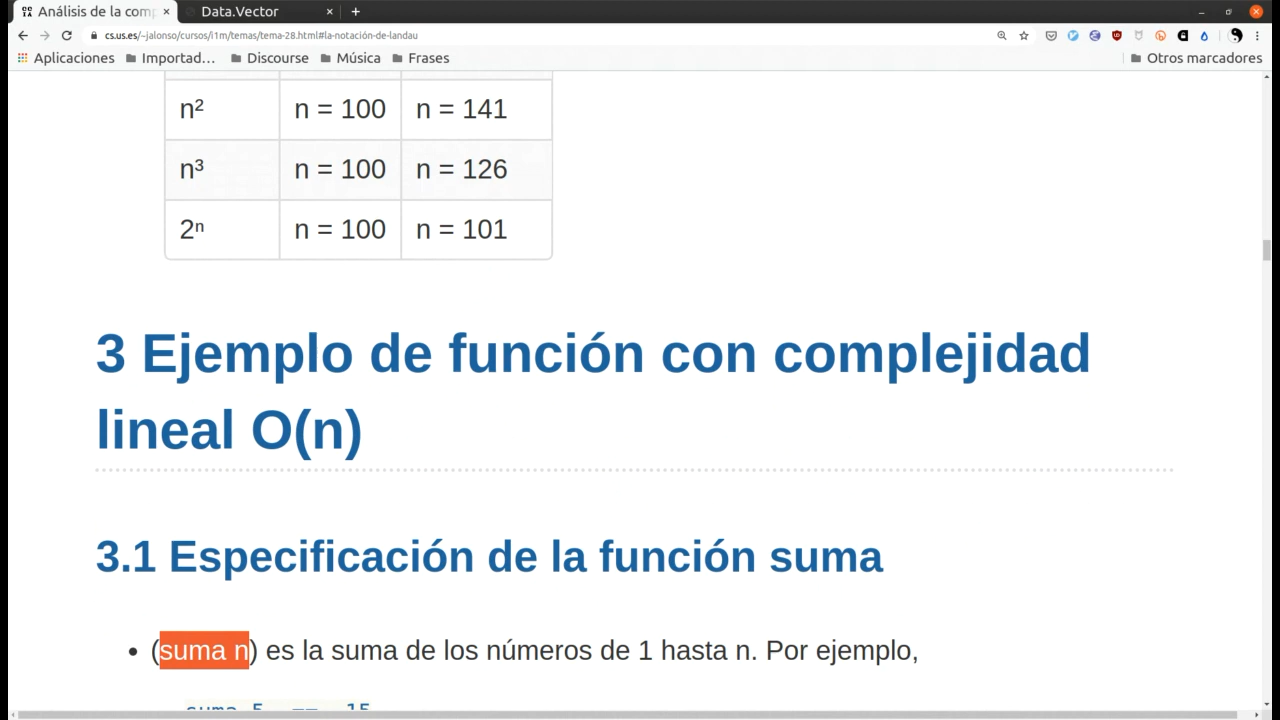 Análisis de la comp
Data.Vector
cs.us.es/~jalonso/cursos/i1m/temas/tema-28.html#la-notación-de-landau
Aplicaciones Importad... Discourse Música Frases Otros marcadores
n² n = 100 n = 141
n³ n = 100 n = 126
2ⁿ n = 100 n = 101
3 Ejemplo de función con complejidad
lineal O(n)
3.1 Especificación de la función suma
• (suma n) es la suma de los números de 1 hasta n. Por ejemplo,
suma 5 == 15